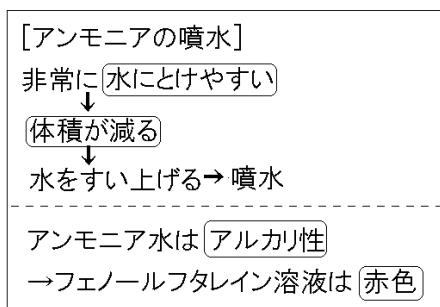 [アンモニアの噴水]
非常に水にとけやすい
↓
体積が減る
↓
水をすい上げる→噴水
アンモニア水はアルカリ性
→フェノールフタレイン溶液は赤色